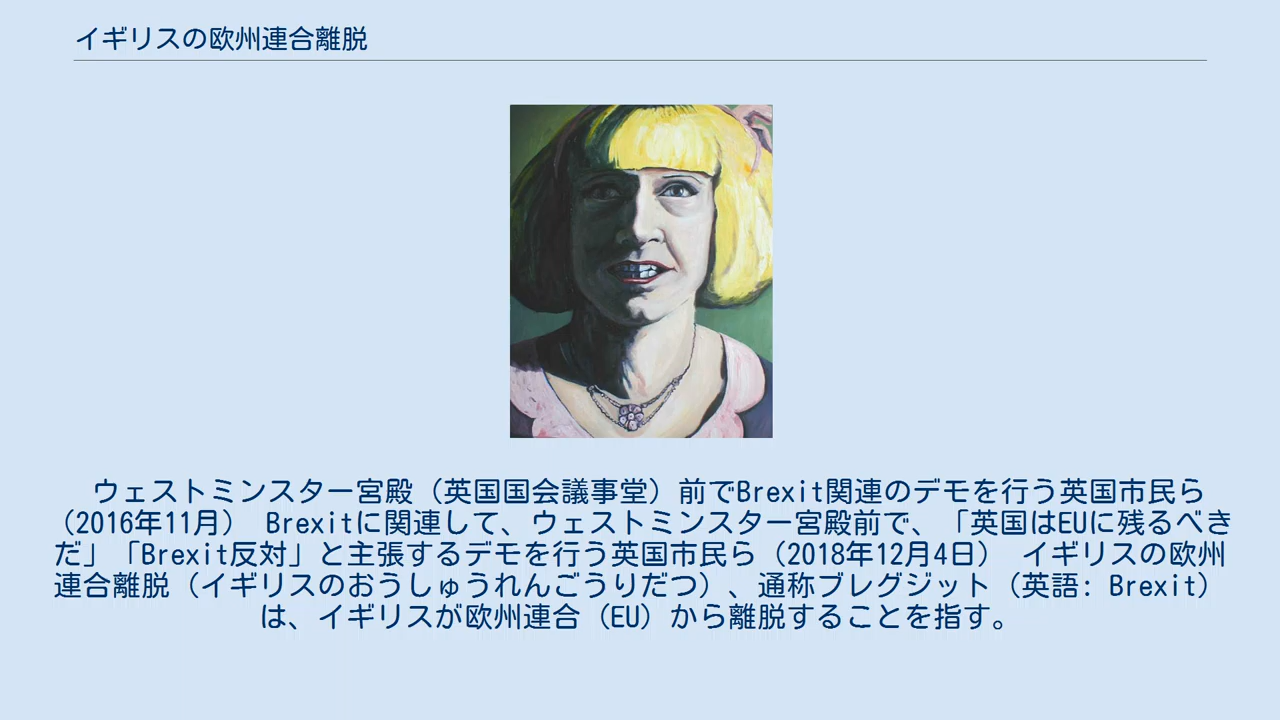 イギリスの欧州連合離脱
ウェストミンスター宮殿（英国国会議事堂）前でBrexit関連のデモを行う英国市民ら
（2016年11月） Brexitに関連して、ウェストミンスター宮殿前で、「英国はEUに残るべき
だ」「Brexit反対」と主張するデモを行う英国市民ら（2018年12月4日） イギリスの欧州
連合離脱（イギリスのおうしゅうれんごうりだつ）、通称ブレグジット（英語: Brexit）
は、イギリスが欧州連合（EU）から離脱することを指す。